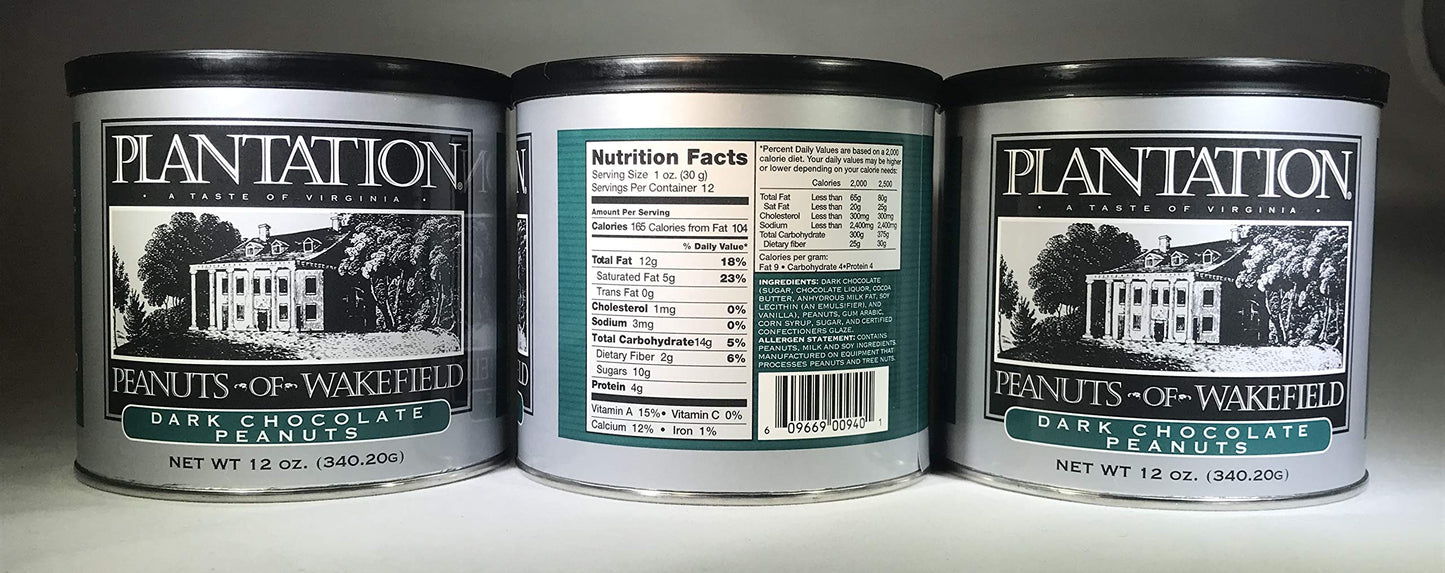 PLANTATION®
• A TASTE OF VIRGINIA •
PEANUTS OF WAKEFIELD
DARK CHOCOLATE
PEANUTS
NET WT 12 OZ. (340.20G)
Nutrition Facts
Serving Size 1 oz. (30 g)
Servings Per Container 12
Amount Per Serving
Calories 165 Calories from Fat 104
% Daily Value*
Total Fat 12g 18%
Saturated Fat 5g 23%
Trans Fat 0g
Cholesterol 1mg 0%
Sodium 3mg 0%
Total Carbohydrate14g 5%
Dietary Fiber 2g 6%
Sugars 10g
Protein 4g
Vitamin A 15% • Vitamin C 0%
Calcium 12% • Iron 1%
*Percent Daily Values are based on a 2,000
calorie diet. Your daily values may be higher
or lower depending on your calorie needs:
Calories 2,000 2,500
Total Fat Less than 65g 80g
Sat Fat Less than 20g 25g
Cholesterol Less than 300mg 300mg
Sodium Less than 2,400mg 2,400mg
Total Carbohydrate 300g 375g
Dietary fiber 25g 30g
Calories per gram:
Fat 9 • Carbohydrate 4•Protein 4
INGREDIENTS: DARK CHOCOLATE
(SUGAR, CHOCOLATE LIQUOR, COCOA
BUTTER, ANHYDROUS MILK FAT, SOY
LECITHIN (AN EMULSIFIER), AND
VANILLA), PEANUTS, GUM ARABIC,
CORN SYRUP, SUGAR, AND CERTIFIED
CONFECTIONERS GLAZE.
ALLERGEN STATEMENT: CONTAINS
PEANUTS, MILK AND SOY INGREDIENTS.
MANUFACTURED ON EQUIPMENT THAT
PROCESSES PEANUTS AND TREE NUTS.
6 09669 00940 1
PLANTATION®
• A TASTE OF VIRGINIA •
PEANUTS OF WAKEFIELD
DARK CHOCOLATE
PEANUTS
NET WT 12 OZ. (340.20G)